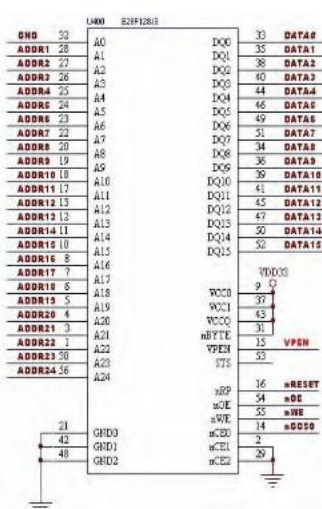 U400 E28F128J3
GND 32 A0 DQ0 33 DATA0
ADDR1 28 A1 DQ1 35 DATA1
ADDR2 27 A2 DQ2 38 DATA2
ADDR3 26 A3 DQ3 40 DATA3
ADDR4 25 A4 DQ4 44 DATA4
ADDR5 24 A5 DQ5 46 DATA5
ADDR6 23 A6 DQ6 49 DATA6
ADDR7 22 A7 DQ7 51 DATA7
ADDR8 20 A8 DQ8 34 DATA8
ADDR9 19 A9 DQ9 36 DATA9
ADDR10 18 A10 DQ10 39 DATA10
ADDR11 17 A11 DQ11 41 DATA11
ADDR12 13 A12 DQ12 45 DATA12
ADDR13 12 A13 DQ13 47 DATA13
ADDR14 11 A14 DQ14 50 DATA14
ADDR15 10 A15 DQ15 52 DATA15
ADDR16 8 A16
ADDR17 7 A17 VDD33
ADDR18 6 A18 VCC0 9
ADDR19 5 A19 VCC1 37
ADDR20 4 A20 VCCQ 43
ADDR21 3 A21 nBYTE 31
ADDR22 1 A22 VPEN 15 VPEN
ADDR23 30 A23 STS 53
ADDR24 56 A24
nRP 16 nRESET
nOE 54 nOE
nWE 55 nWE
21 GND0 nCE0 14 nGCS0
42 GND1 nCE1 2
48 GND2 nCE2 29